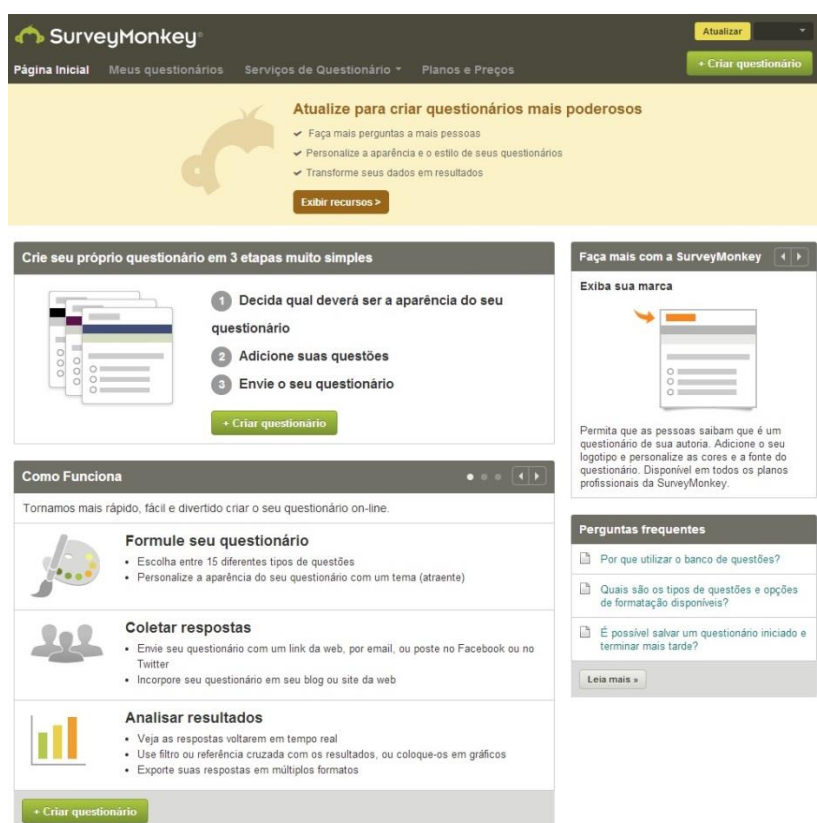 SurveyMonkey®
Atualizar
Página Inicial Meus questionários Serviços de Questionário Planos e Preços
+ Criar questionário
Atualize para criar questionários mais poderosos
✔ Faça mais perguntas a mais pessoas
✔ Personalize a aparência e o estilo de seus questionários
✔ Transforme seus dados em resultados
Exibir recursos >
Crie seu próprio questionário em 3 etapas muito simples
1 Decida qual deverá ser a aparência do seu
questionário
2 Adicione suas questões
3 Envie o seu questionário
+ Criar questionário
Como Funciona
Tornamos mais rápido, fácil e divertido criar o seu questionário on-line.
Formule seu questionário
• Escolha entre 15 diferentes tipos de questões
• Personalize a aparência do seu questionário com um tema (atraente)
Coletar respostas
• Envie seu questionário com um link da web, por email, ou poste no Facebook ou no
Twitter
• Incorpore seu questionário em seu blog ou site da web
Analisar resultados
• Veja as respostas voltarem em tempo real
• Use filtro ou referência cruzada com os resultados, ou coloque-os em gráficos
• Exporte suas respostas em múltiplos formatos
+ Criar questionário
Faça mais com a SurveyMonkey
Exiba sua marca
Permita que as pessoas saibam que é um
questionário de sua autoria. Adicione o seu
logotipo e personalize as cores e a fonte do
questionário. Disponível em todos os planos
profissionais da SurveyMonkey.
Perguntas frequentes
Por que utilizar o banco de questões?
Quais são os tipos de questões e opções
de formatação disponíveis?
É possível salvar um questionário iniciado e
terminar mais tarde?
Leia mais »